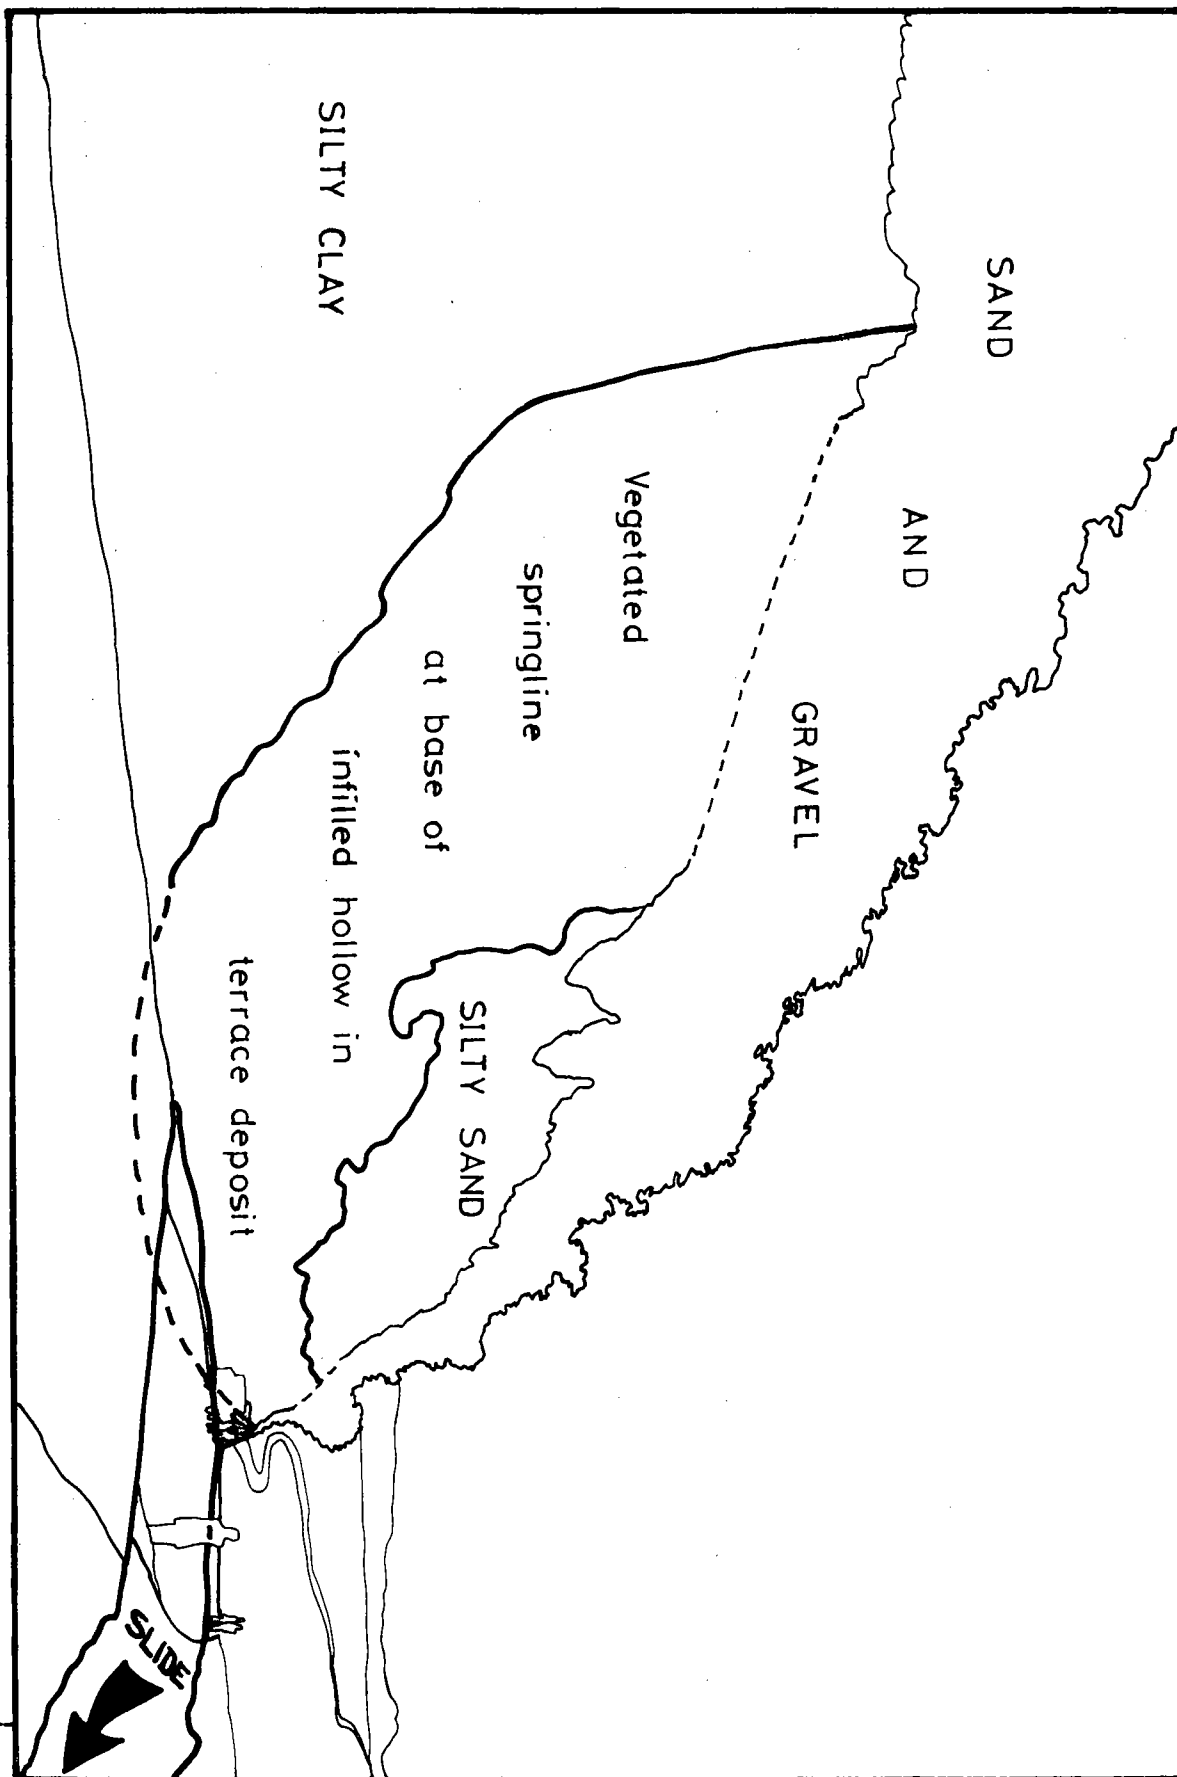 SAND
AND
GRAVEL
SILTY CLAY
Vegetated
springline
at base of
infilled hollow in
terrace deposit
SILTY SAND
SLIDE